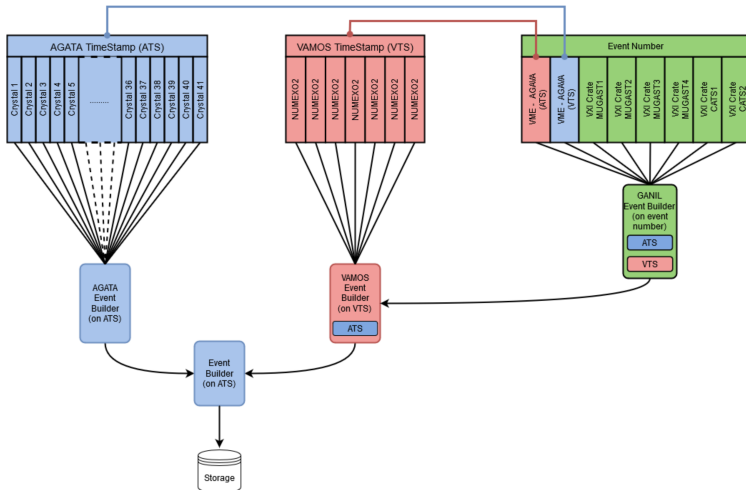 AGATA TimeStamp (ATS)
VAMOS TimeStamp (VTS)
Event Number
Crystal 1
Crystal 2
Crystal 3
Crystal 4
Crystal 5
.........
Crystal 36
Crystal 37
Crystal 38
Crystal 39
Crystal 40
Crystal 41
NUMEXO2
NUMEXO2
NUMEXO2
NUMEXO2
NUMEXO2
NUMEXO2
NUMEXO2
VME - AGAVA
(ATS)
VME - AGAVA
(VTS)
VXI Crate
MUGAST1
VXI Crate
MUGAST2
VXI Crate
MUGAST3
VXI Crate
MUGAST4
VXI Crate
CATS1
VXI Crate
CATS2
GANIL
Event Builder
(on event
number)
ATS
VTS
AGATA
Event
Builder
(on ATS)
VAMOS
Event
Builder
(on VTS)
ATS
Event
Builder
(on ATS)
Storage